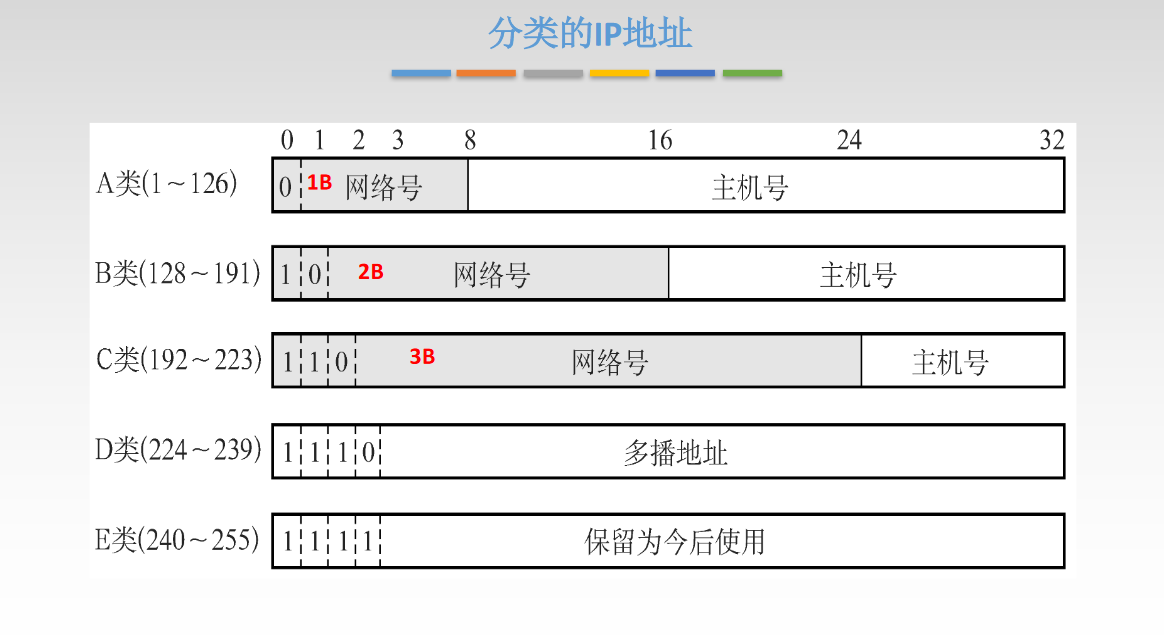 分类的IP地址
0 1 2 3 8 16 24 32
A类(1～126) 0 1B 网络号 主机号
B类(128～191) 1 0 2B 网络号 主机号
C类(192～223) 1 1 0 3B 网络号 主机号
D类(224～239) 1 1 1 0 多播地址
E类(240～255) 1 1 1 1 保留为今后使用